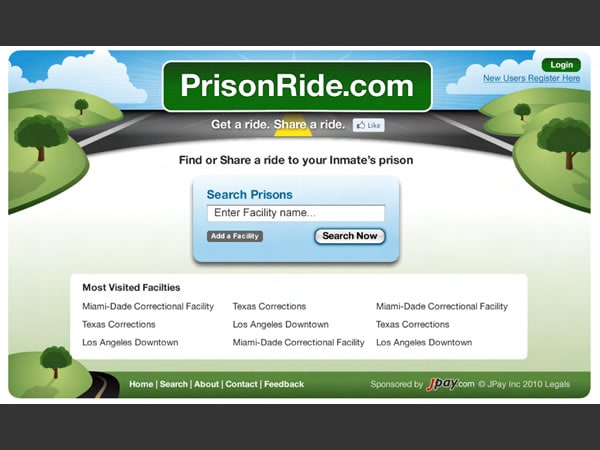 PrisonRide.com
Login
New Users Register Here
Get a ride. Share a ride. Like
Find or Share a ride to your Inmate's prison
Search Prisons
Enter Facility name...
Add a Facility Search Now
Most Visited Facilties
Miami-Dade Correctional Facility Texas Corrections Miami-Dade Correctional Facility
Texas Corrections Los Angeles Downtown Texas Corrections
Los Angeles Downtown Miami-Dade Correctional Facility Los Angeles Downtown
Home | Search | About | Contact | Feedback Sponsored by Jpay.com © JPay Inc 2010 Legals